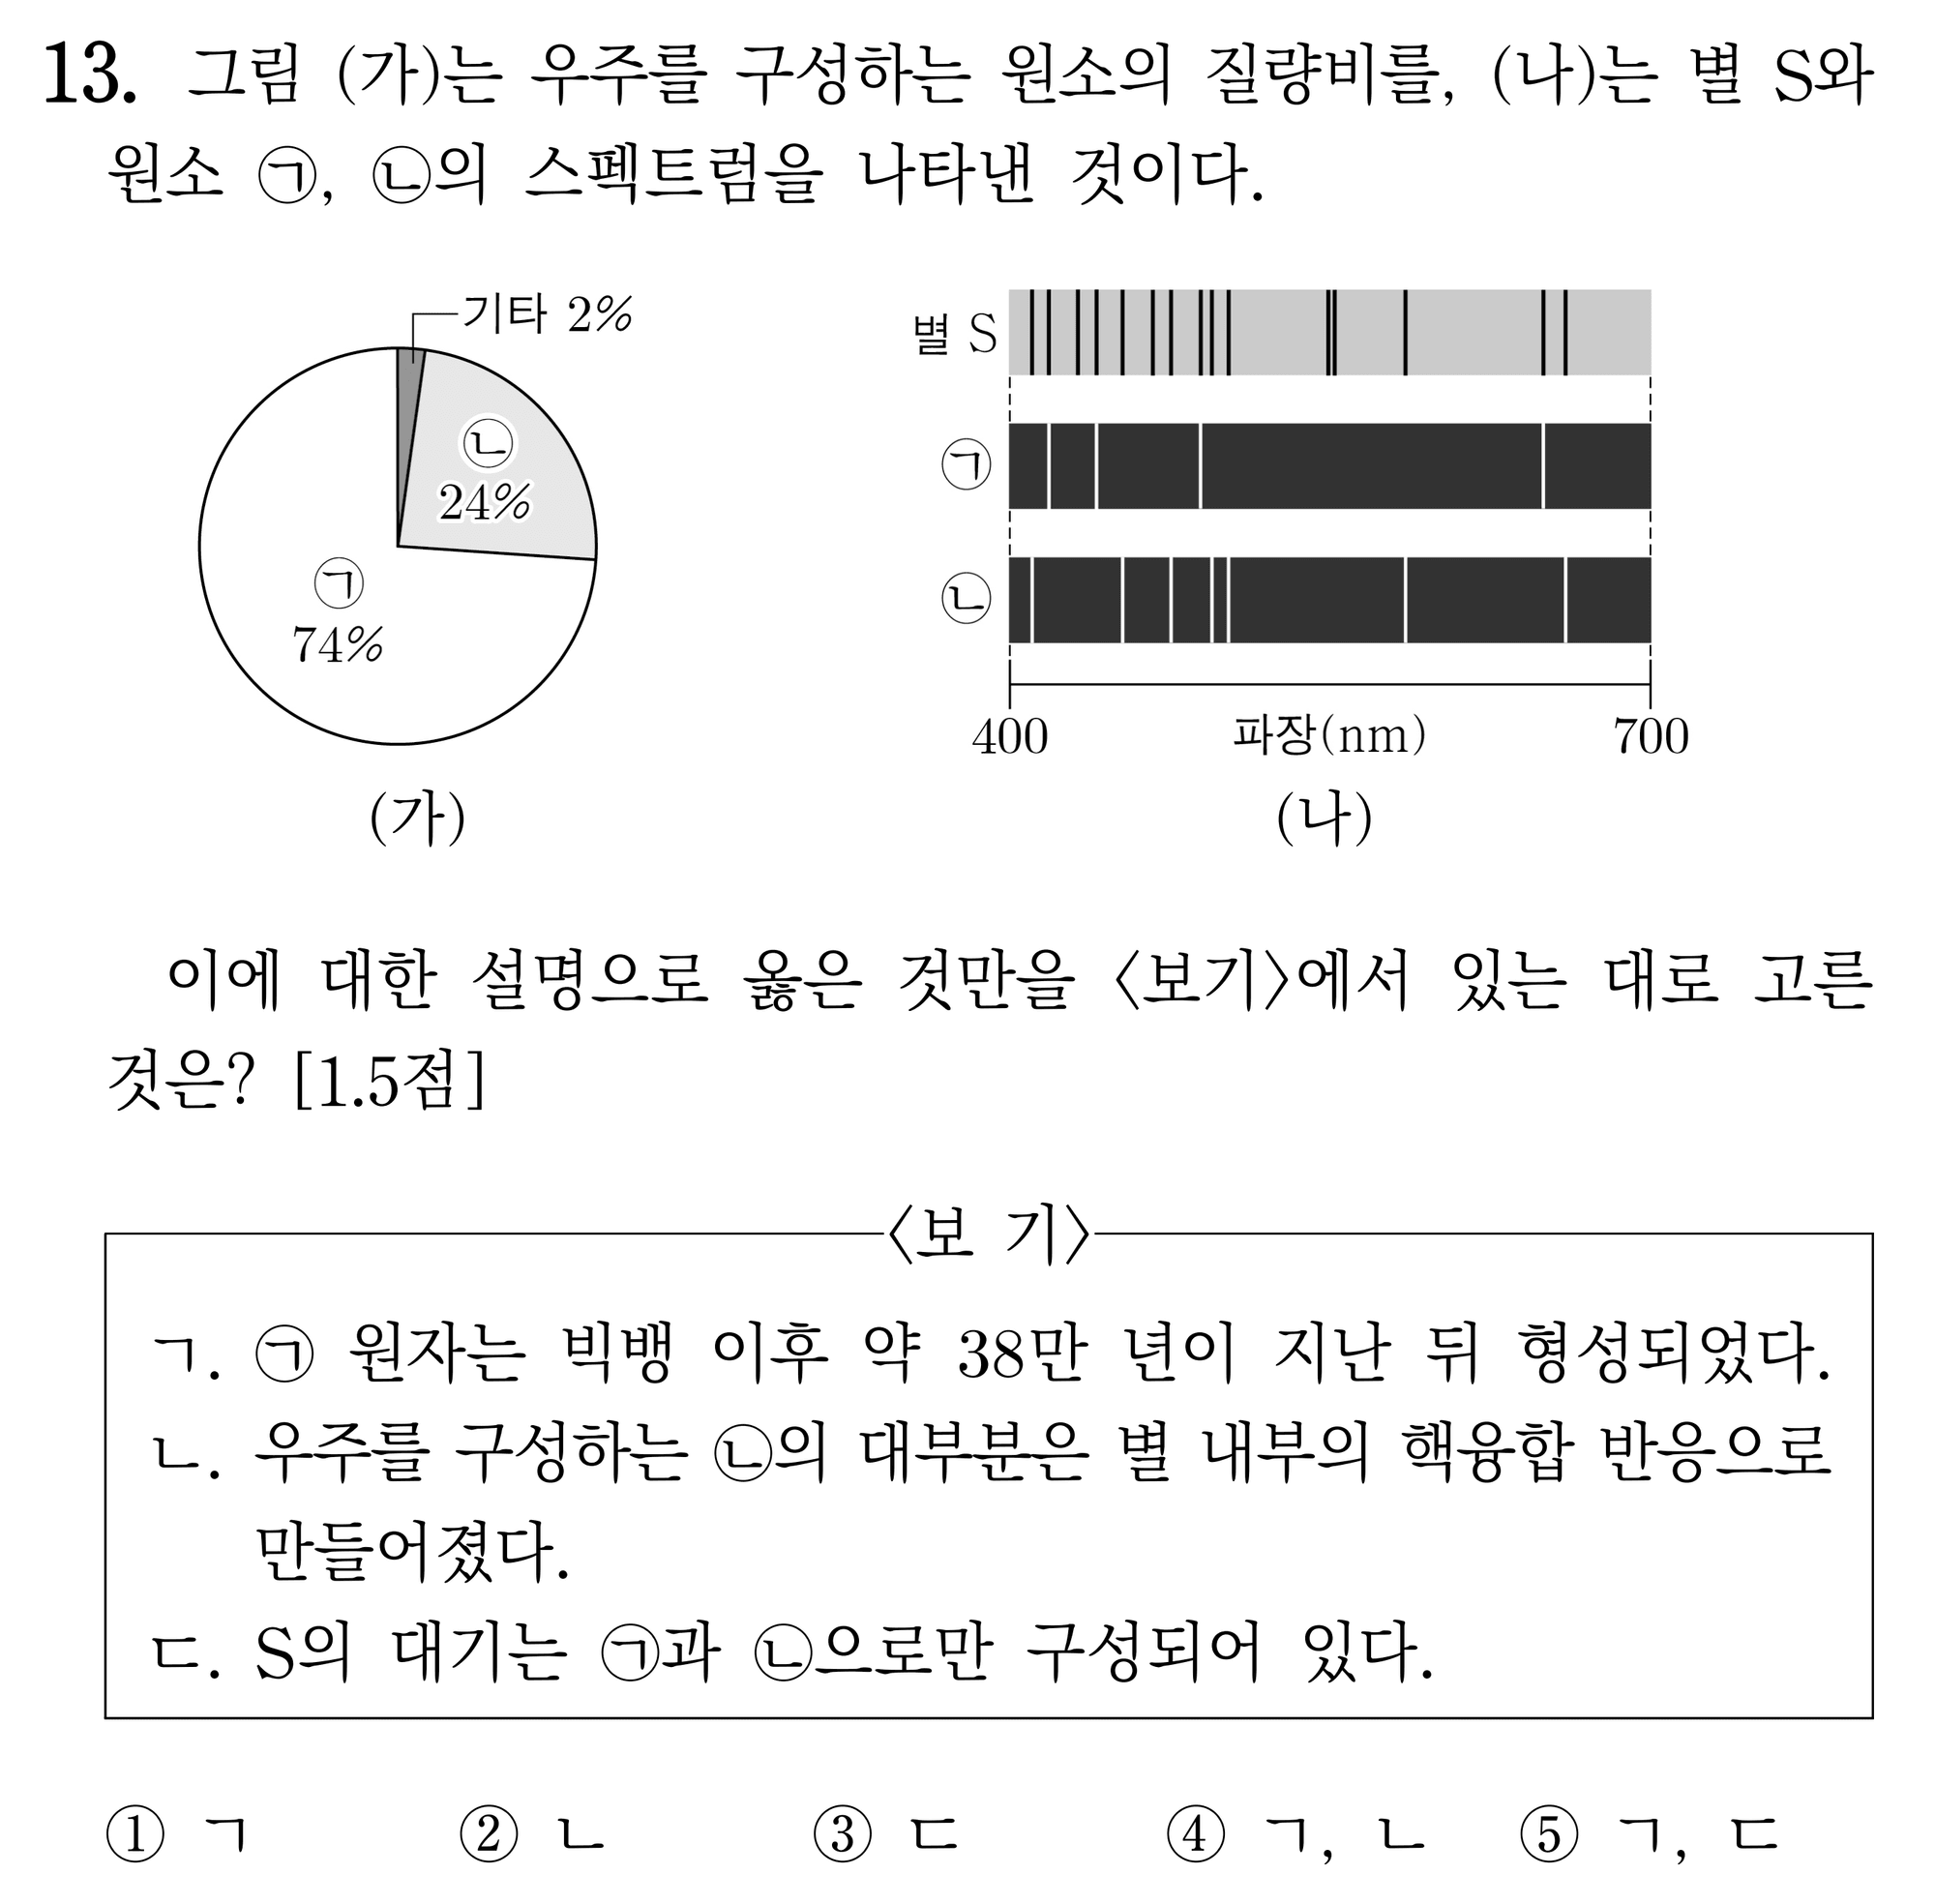 13. 그림 (가)는 우주를 구성하는 원소의 질량비를, (나)는 별 S와
원소 ㉠, ㉡의 스펙트럼을 나타낸 것이다.
기타 2%
㉡
24%
㉠
74%
(가)
별 S
㉠
㉡
400 파장(nm) 700
(나)
이에 대한 설명으로 옳은 것만을 〈보기〉에서 있는 대로 고른
것은? [1.5점]
〈보 기〉
ㄱ. ㉠ 원자는 빅뱅 이후 약 38만 년이 지난 뒤 형성되었다.
ㄴ. 우주를 구성하는 ㉡의 대부분은 별 내부의 핵융합 반응으로
만들어졌다.
ㄷ. S의 대기는 ㉠과 ㉡으로만 구성되어 있다.
① ㄱ ② ㄴ ③ ㄷ ④ ㄱ, ㄴ ⑤ ㄱ, ㄷ